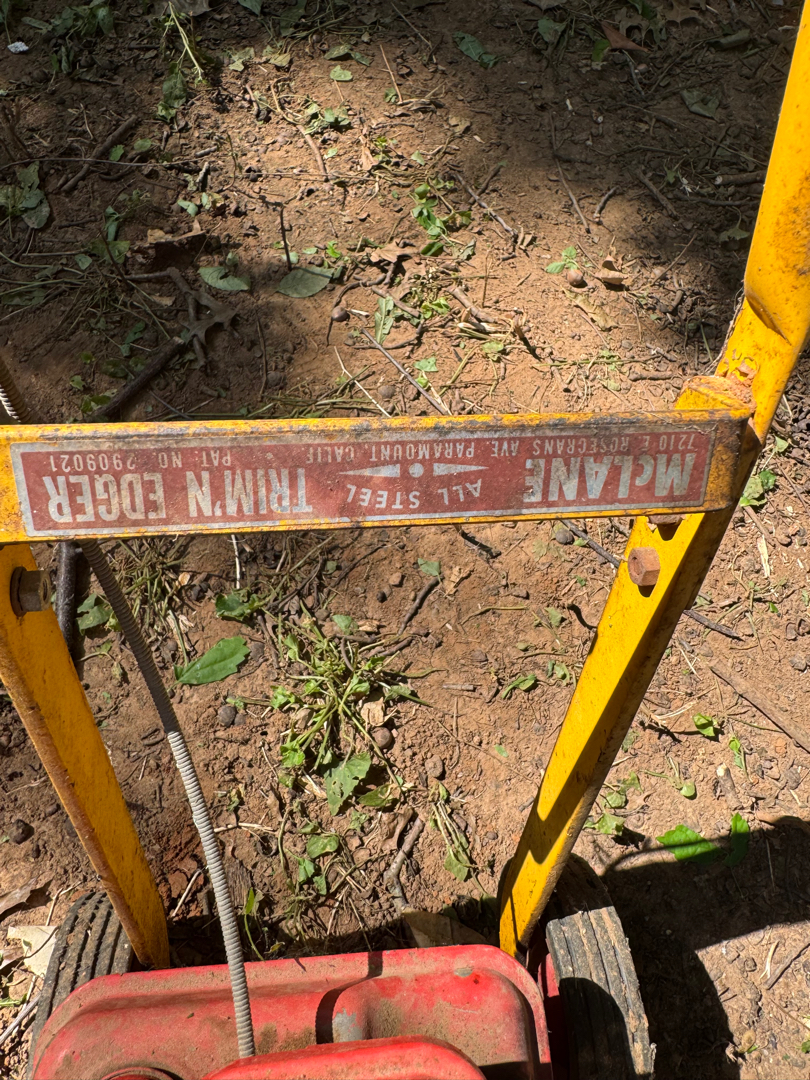 McLANE ALL STEEL TRIM'N EDGER
7210 E. ROSECRANS AVE. PARAMOUNT, CALIF. PAT. NO. 2909021